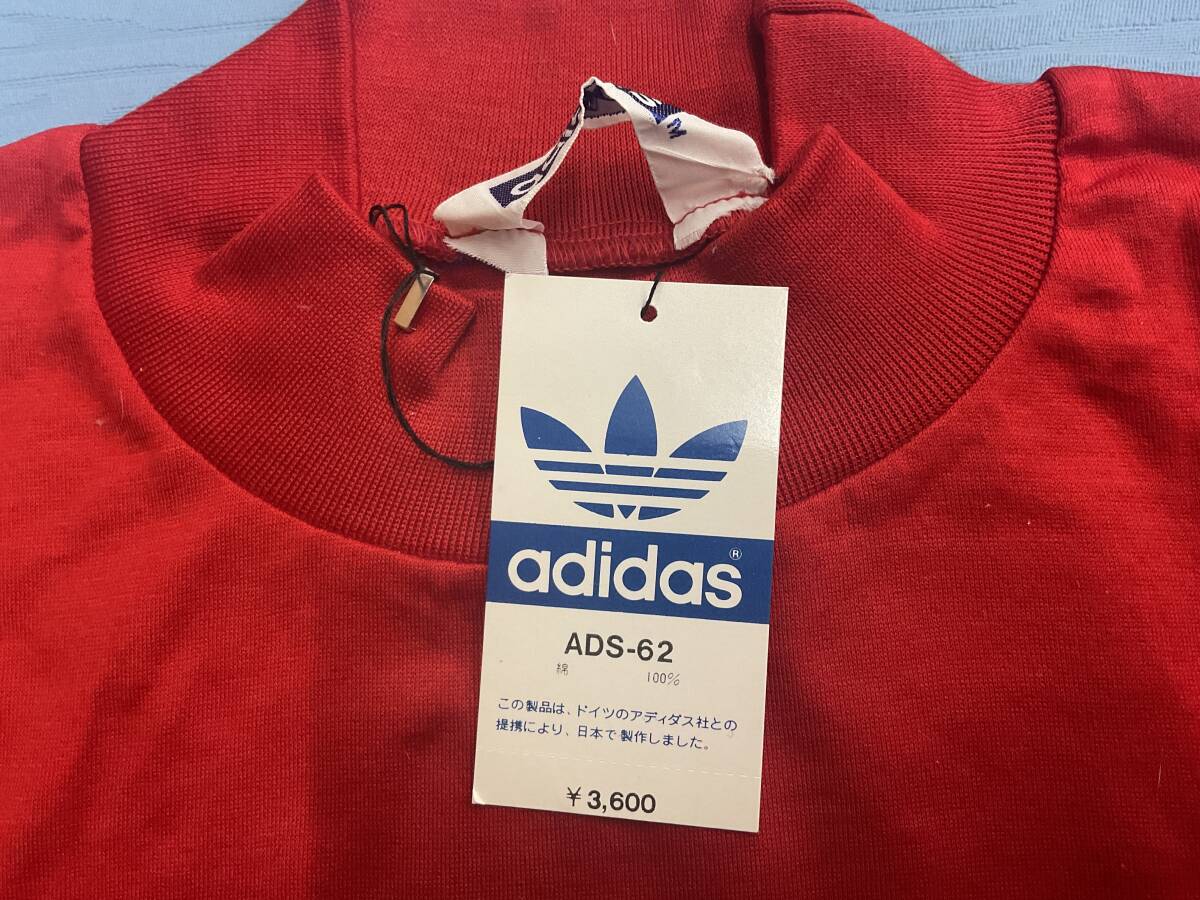 M
adidas®
ADS-62
綿 100%
この製品は、ドイツのアディダス社との
提携により、日本で製作しました。
¥3,600